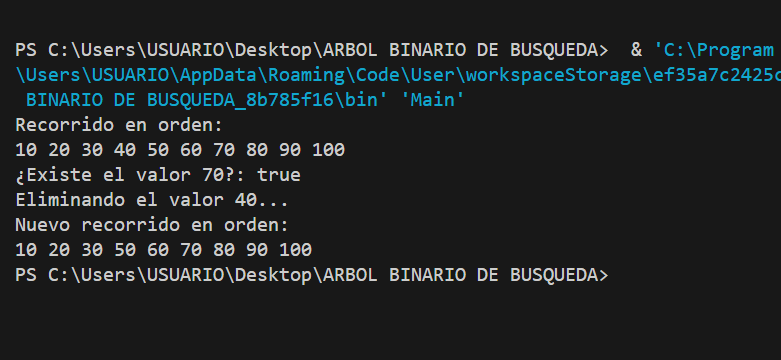 PS C:\Users\USUARIO\Desktop\ARBOL BINARIO DE BUSQUEDA>  & 'C:\Program
\Users\USUARIO\AppData\Roaming\Code\User\workspaceStorage\ef35a7c2425c
BINARIO DE BUSQUEDA_8b785f16\bin' 'Main'
Recorrido en orden:
10 20 30 40 50 60 70 80 90 100
¿Existe el valor 70?: true
Eliminando el valor 40...
Nuevo recorrido en orden:
10 20 30 50 60 70 80 90 100
PS C:\Users\USUARIO\Desktop\ARBOL BINARIO DE BUSQUEDA>